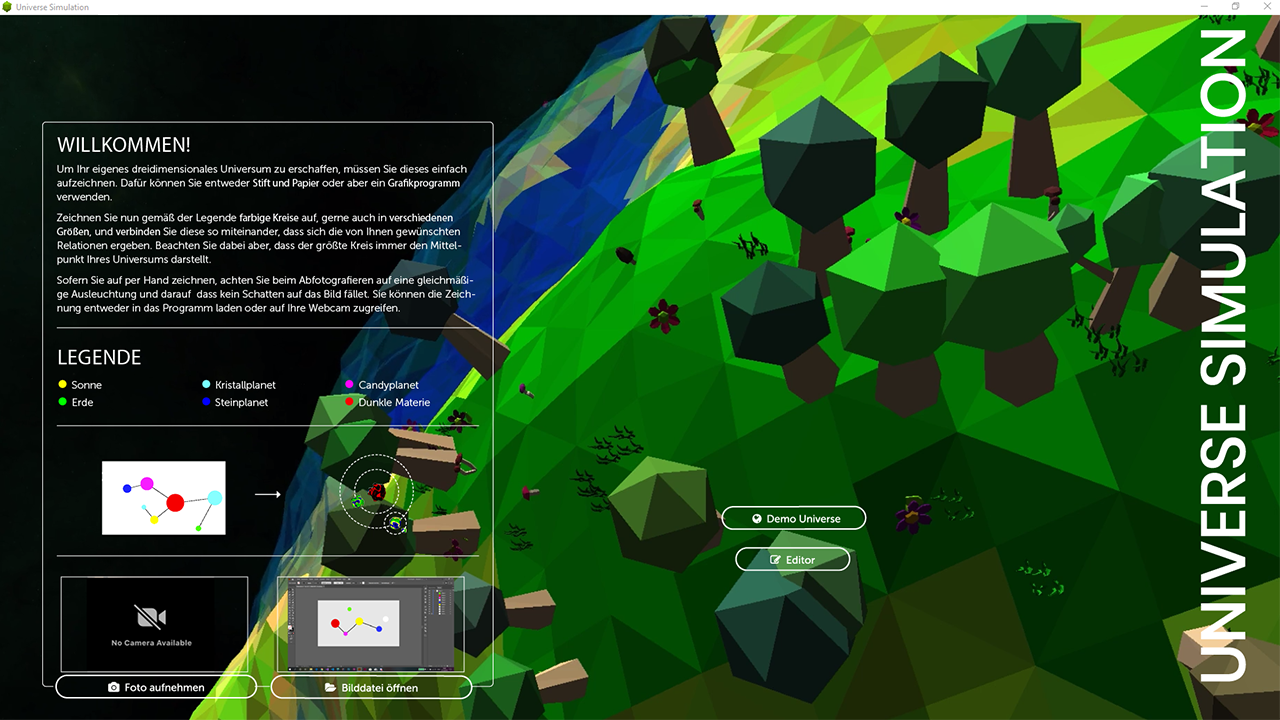 Universe Simulation
WILLKOMMEN!
Um Ihr eigenes dreidimensionales Universum zu erschaffen, müssen Sie dieses einfach
aufzeichnen. Dafür können Sie entweder Stift und Papier oder aber ein Grafikprogramm
verwenden.
Zeichnen Sie nun gemäß der Legende farbige Kreise auf, gerne auch in verschiedenen
Größen, und verbinden Sie diese so miteinander, dass sich die von Ihnen gewünschten
Relationen ergeben. Beachten Sie dabei aber, dass der größte Kreis immer den Mittel-
punkt Ihres Universums darstellt.
Sofern Sie auf per Hand zeichnen, achten Sie beim Abfotografieren auf eine gleichmäßi-
ge Ausleuchtung und darauf dass kein Schatten auf das Bild fället. Sie können die Zeich-
nung entweder in das Programm laden oder auf Ihre Webcam zugreifen.
LEGENDE
Sonne
Kristallplanet
Candyplanet
Erde
Steinplanet
Dunkle Materie
No Camera Available
Foto aufnehmen
Bilddatei öffnen
Demo Universe
Editor
UNIVERSE SIMULATION